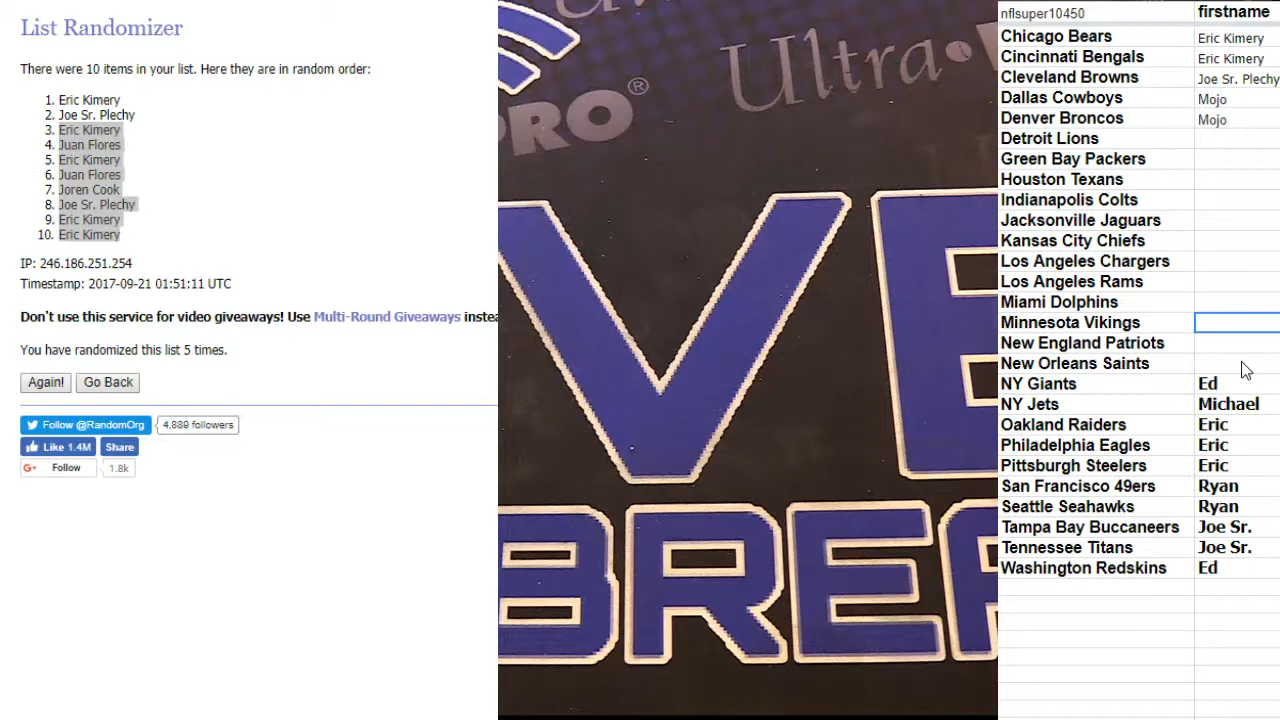 List Randomizer
There were 10 items in your list. Here they are in random order:
1. Eric Kimery
2. Joe Sr. Plechy
3. Eric Kimery
4. Juan Flores
5. Eric Kimery
6. Juan Flores
7. Joren Cook
8. Joe Sr. Plechy
9. Eric Kimery
10. Eric Kimery
IP: 246.186.251.254
Timestamp: 2017-09-21 01:51:11 UTC
Don't use this service for video giveaways! Use Multi-Round Giveaways instea
You have randomized this list 5 times.
Again! Go Back
Follow @RandomOrg 4,889 followers
Like 1.4M Share
Follow 1.8k
Ultra
PRO®
VE
BREA
nflsuper10450 firstname
Chicago Bears Eric Kimery
Cincinnati Bengals Eric Kimery
Cleveland Browns Joe Sr. Plechy
Dallas Cowboys Mojo
Denver Broncos Mojo
Detroit Lions
Green Bay Packers
Houston Texans
Indianapolis Colts
Jacksonville Jaguars
Kansas City Chiefs
Los Angeles Chargers
Los Angeles Rams
Miami Dolphins
Minnesota Vikings
New England Patriots
New Orleans Saints
NY Giants Ed
NY Jets Michael
Oakland Raiders Eric
Philadelphia Eagles Eric
Pittsburgh Steelers Eric
San Francisco 49ers Ryan
Seattle Seahawks Ryan
Tampa Bay Buccaneers Joe Sr.
Tennessee Titans Joe Sr.
Washington Redskins Ed